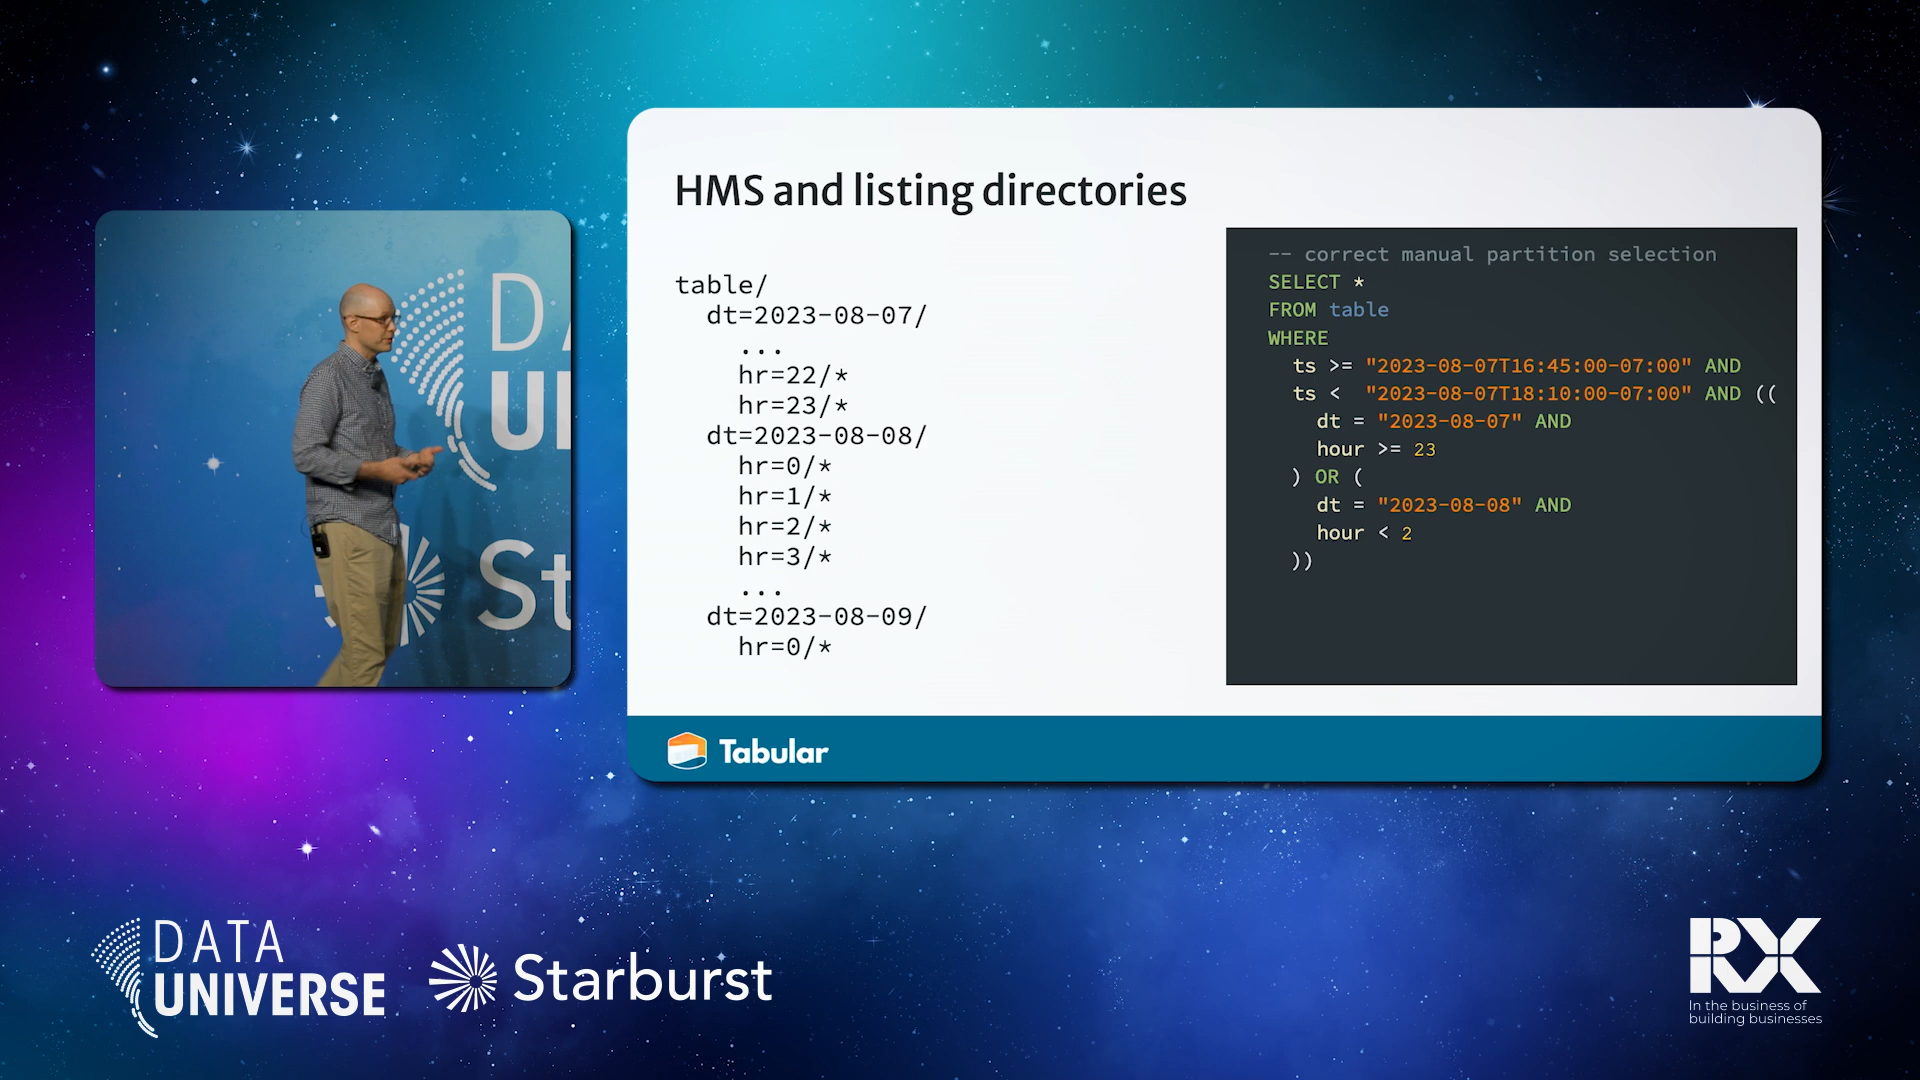 HMS and listing directories
table/
dt=2023-08-07/
...
hr=22/*
hr=23/*
dt=2023-08-08/
hr=0/*
hr=1/*
hr=2/*
hr=3/*
...
dt=2023-08-09/
hr=0/*
-- correct manual partition selection
SELECT *
FROM table
WHERE
ts >= "2023-08-07T16:45:00-07:00" AND
ts < "2023-08-07T18:10:00-07:00" AND ((
dt = "2023-08-07" AND
hour >= 23
) OR (
dt = "2023-08-08" AND
hour < 2
))
Tabular
DA
UN
St
DATA
UNIVERSE
Starburst
RX
In the business of
building businesses